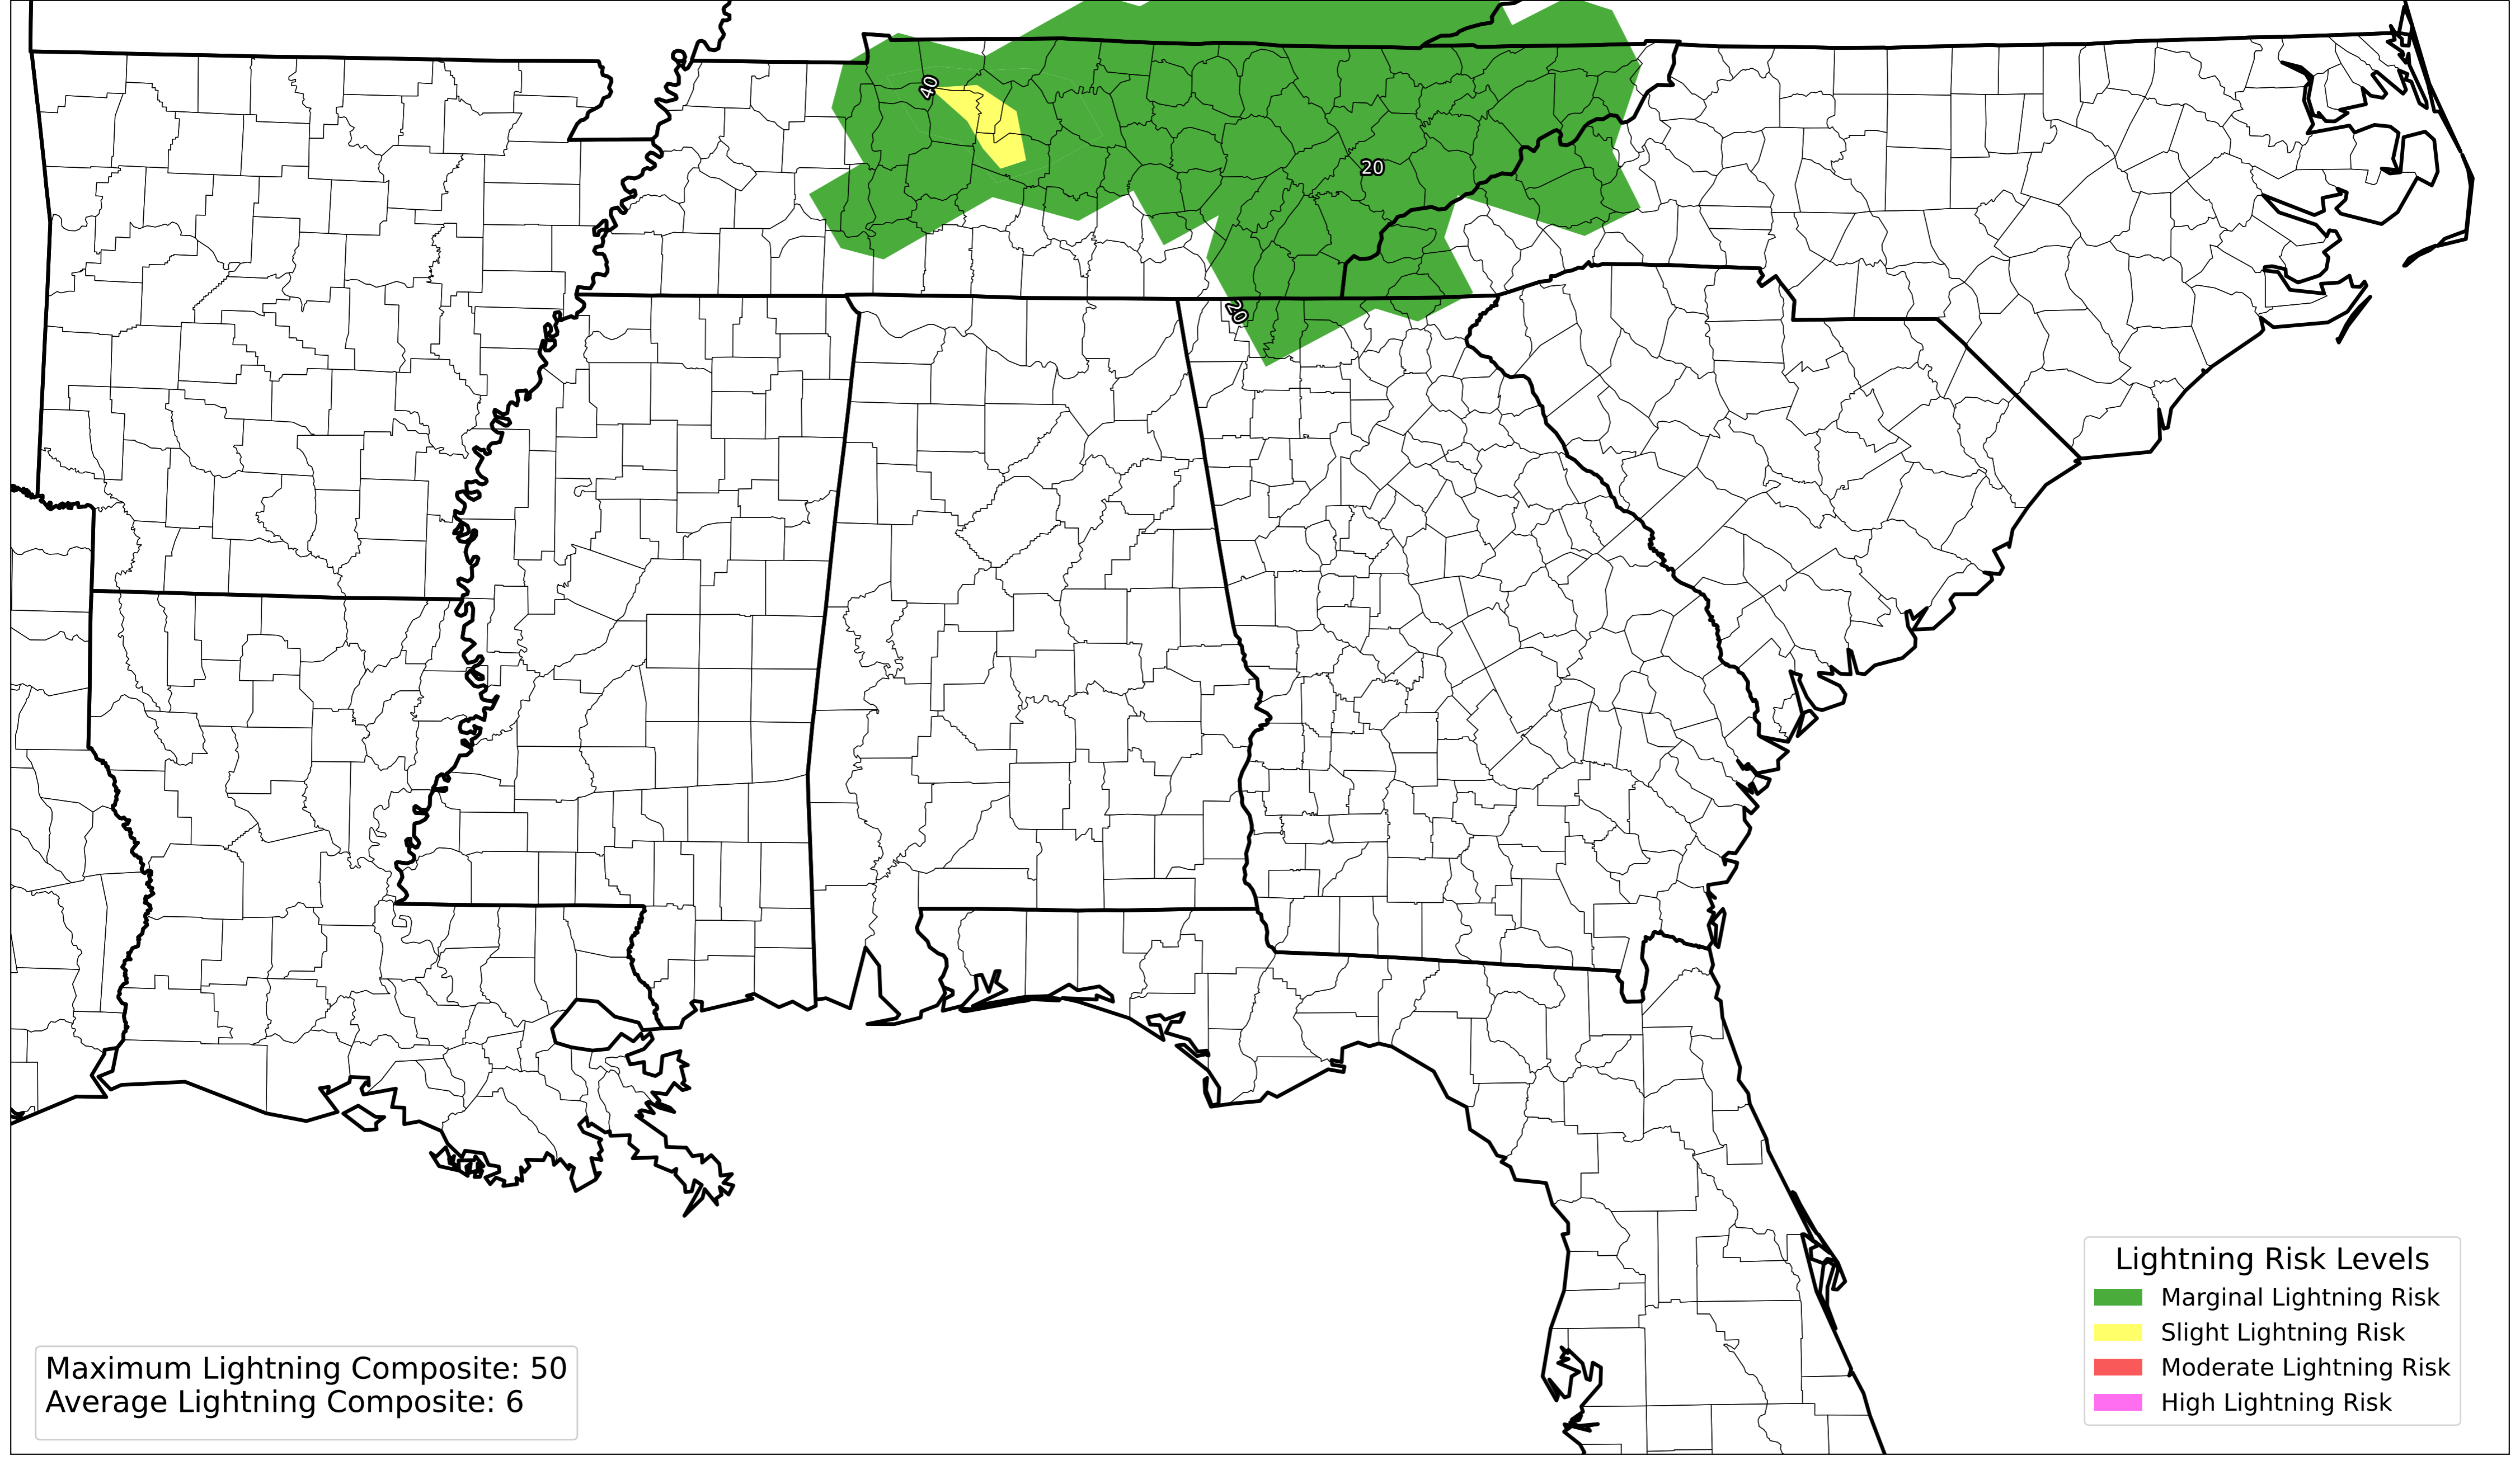 40
20
20
Lightning Risk Levels
Marginal Lightning Risk
Slight Lightning Risk
Moderate Lightning Risk
High Lightning Risk
Maximum Lightning Composite: 50
Average Lightning Composite: 6